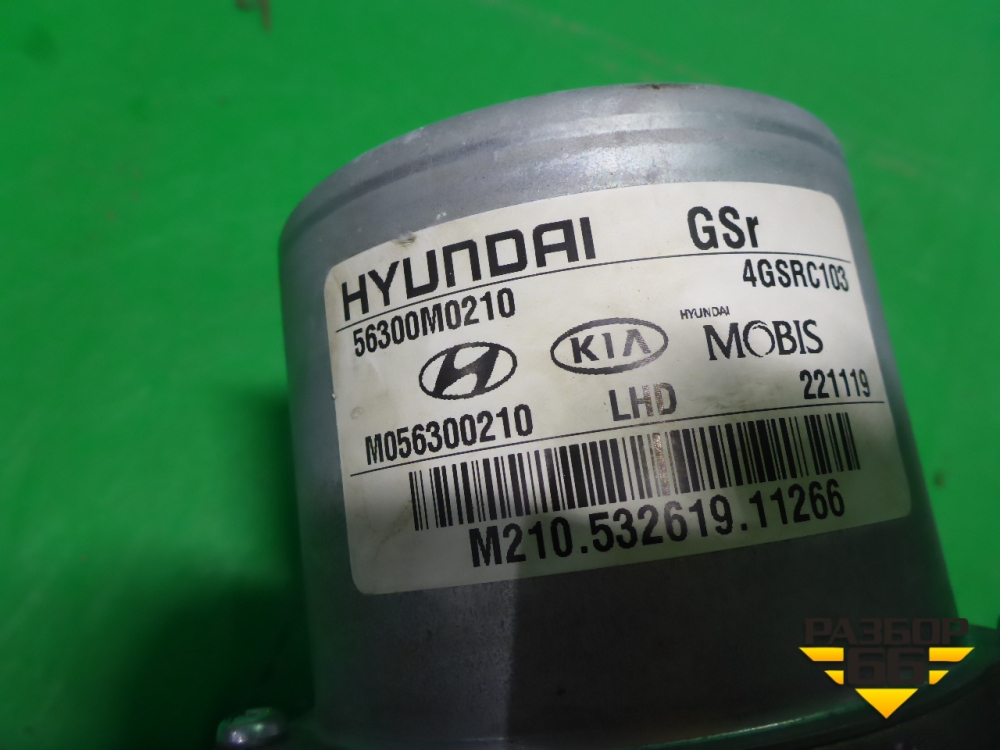 HYUNDAI GSr
56300M0210 4GSRC103
KIA HYUNDAI MOBIS
M056300210 LHD 221119
M210.532619.11266
РАЗБОР
66